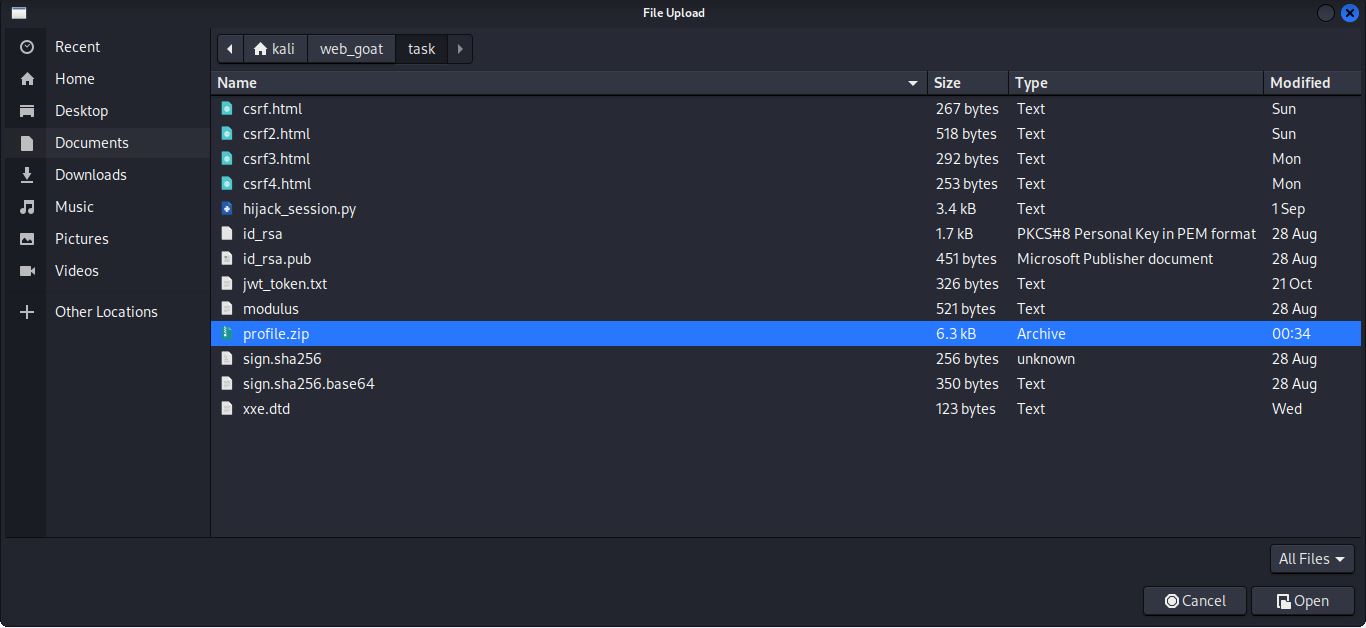 File Upload
Recent
Home
Desktop
Documents
Downloads
Music
Pictures
Videos
Other Locations
kali web_goat task
Name Size Type Modified
csrf.html 267 bytes Text Sun
csrf2.html 518 bytes Text Sun
csrf3.html 292 bytes Text Mon
csrf4.html 253 bytes Text Mon
hijack_session.py 3.4 kB Text 1 Sep
id_rsa 1.7 kB PKCS#8 Personal Key in PEM format 28 Aug
id_rsa.pub 451 bytes Microsoft Publisher document 28 Aug
jwt_token.txt 326 bytes Text 21 Oct
modulus 521 bytes Text 28 Aug
profile.zip 6.3 kB Archive 00:34
sign.sha256 256 bytes unknown 28 Aug
sign.sha256.base64 350 bytes Text 28 Aug
xxe.dtd 123 bytes Text Wed
All Files
Cancel Open